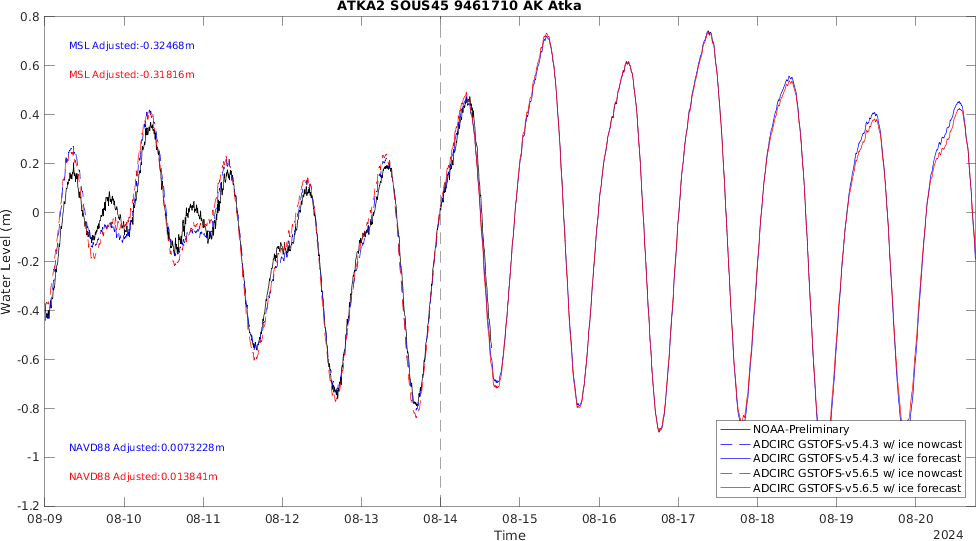 ATKA2 SOUS45 9461710 AK Atka
MSL Adjusted:-0.32468m
MSL Adjusted:-0.31816m
NAVD88 Adjusted:0.0073228m
NAVD88 Adjusted:0.013841m
Water Level (m)
0.8
0.6
0.4
0.2
0
-0.2
-0.4
-0.6
-0.8
-1
-1.2
NOAA-Preliminary
ADCIRC GSTOFS-v5.4.3 w/ ice nowcast
ADCIRC GSTOFS-v5.4.3 w/ ice forecast
ADCIRC GSTOFS-v5.6.5 w/ ice nowcast
ADCIRC GSTOFS-v5.6.5 w/ ice forecast
08-09 08-10 08-11 08-12 08-13 08-14 08-15 08-16 08-17 08-18 08-19 08-20
Time
2024